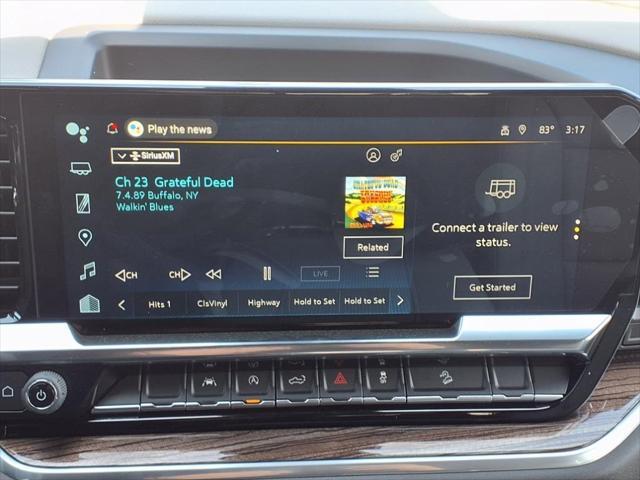 Play the news
83° 3:17
SiriusXM
Ch 23 Grateful Dead
7.4.89 Buffalo, NY
Walkin' Blues
GRATEFUL DEAD
Related
Connect a trailer to view
status.
CH CH LIVE
Get Started
Hits 1 ClsVinyl Highway Hold to Set Hold to Set